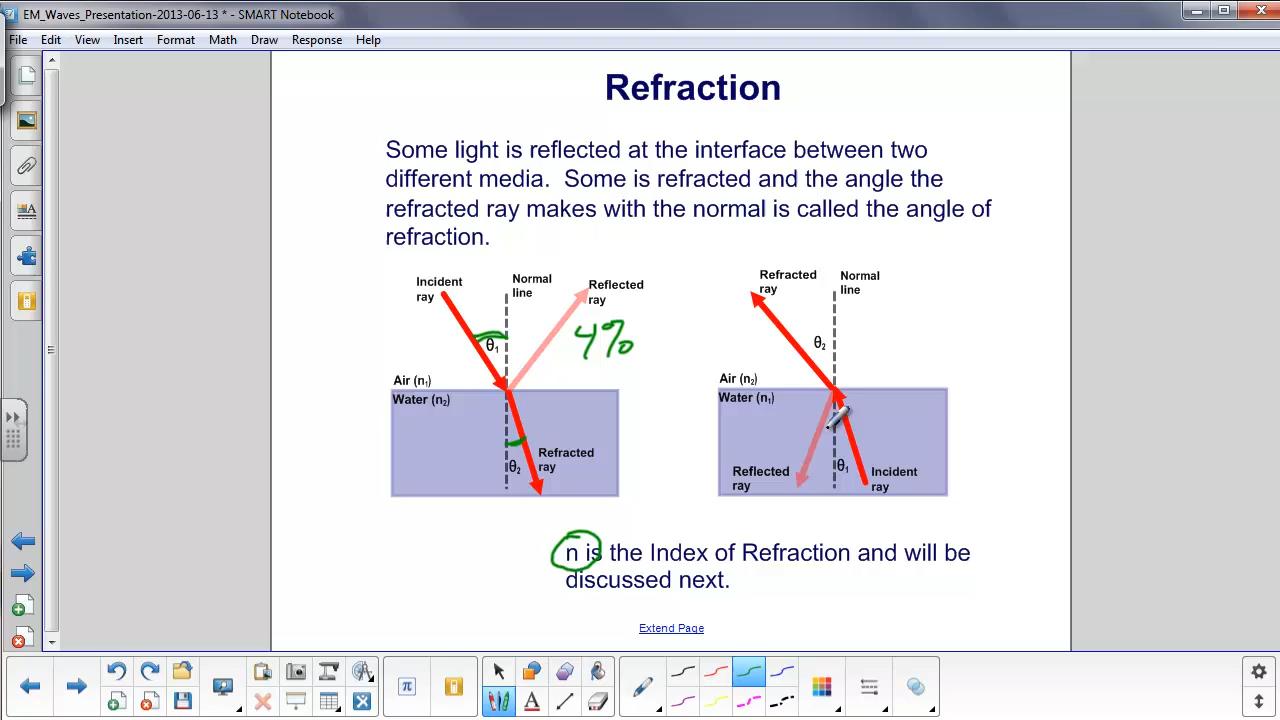 EM_Waves_Presentation-2013-06-13 * - SMART Notebook
File Edit View Insert Format Math Draw Response Help
Refraction
Some light is reflected at the interface between two
different media. Some is refracted and the angle the
refracted ray makes with the normal is called the angle of
refraction.
Incident
ray
Normal
line
Reflected
ray
θ1
4%
Air (n1)
Water (n2)
Refracted
ray
θ2
Refracted
ray
Normal
line
θ2
Air (n2)
Water (n1)
Reflected
ray
θ1
Incident
ray
n is the Index of Refraction and will be
discussed next.
Extend Page